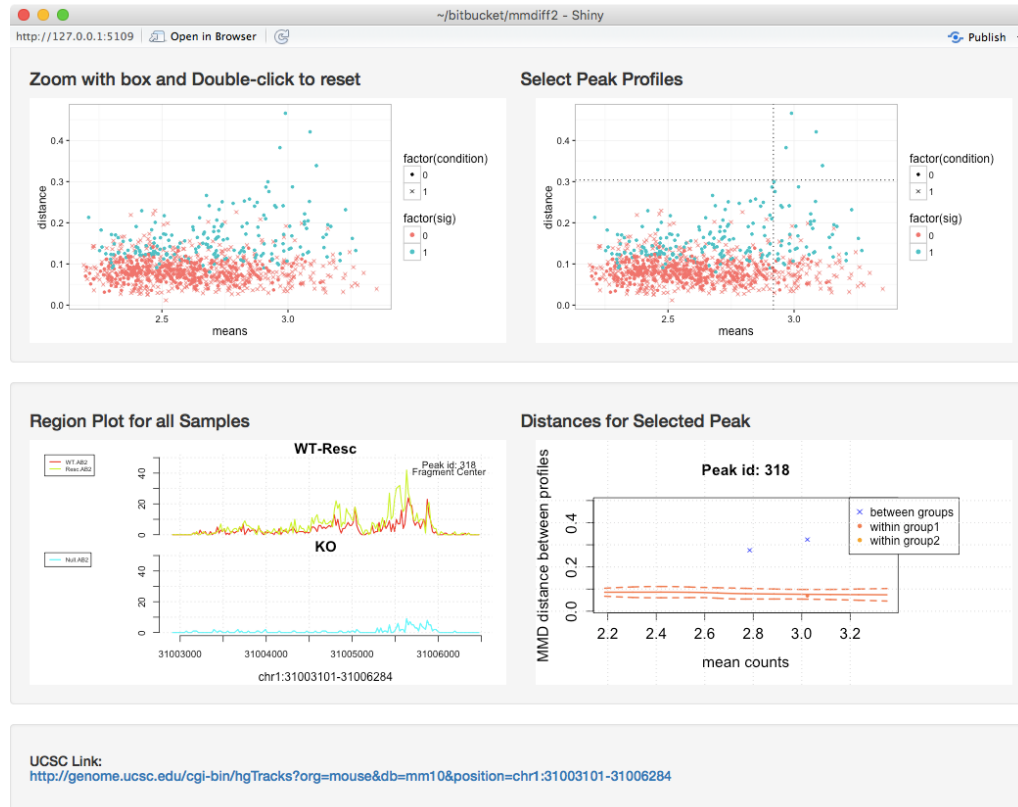 ~/bitbucket/mmdiff2 - Shiny
http://127.0.0.1:5109 Open in Browser Publish
Zoom with box and Double-click to reset
0.4
0.3
0.2
0.1
0.0
distance
2.5 3.0
means
factor(condition)
0
1
factor(sig)
0
1
Select Peak Profiles
0.4
0.3
0.2
0.1
0.0
distance
2.5 3.0
means
factor(condition)
0
1
factor(sig)
0
1
Region Plot for all Samples
WT.AB2
Resc.AB2
WT-Resc
Peak id: 318
Fragment Center
40
20
0
Null.AB2
KO
40
20
0
31003000 31004000 31005000 31006000
chr1:31003101-31006284
Distances for Selected Peak
Peak id: 318
MMD distance between profiles
0.4
0.2
0.0
between groups
within group1
within group2
2.2 2.4 2.6 2.8 3.0 3.2
mean counts
UCSC Link:
http://genome.ucsc.edu/cgi-bin/hgTracks?org=mouse&db=mm10&position=chr1:31003101-31006284